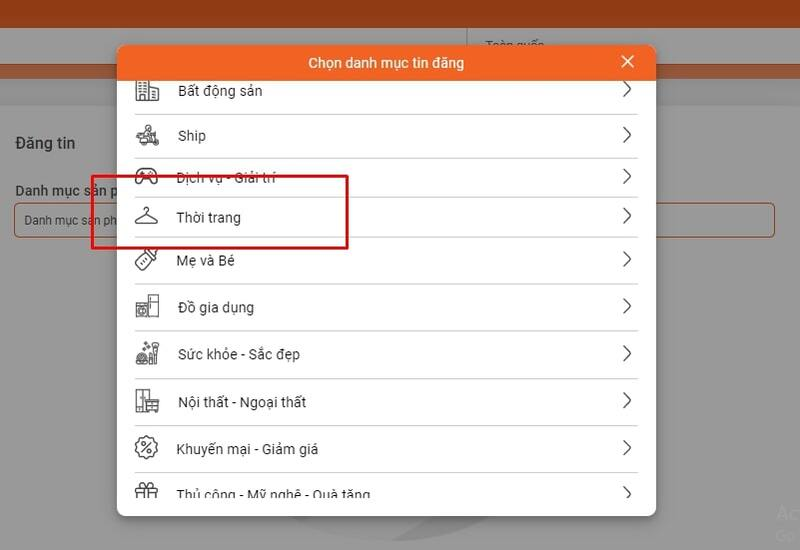 Toàn quốc
Chọn danh mục tin đăng
Bất động sản
Đăng tin
Ship
Dịch vụ - Giải trí
Danh mục sản p
Danh mục sản ph
Thời trang
Mẹ và Bé
Đồ gia dụng
Sức khỏe - Sắc đẹp
Nội thất - Ngoại thất
Khuyến mại - Giảm giá
Thủ công - Mỹ nghệ - Quà tặng
Ac
Go